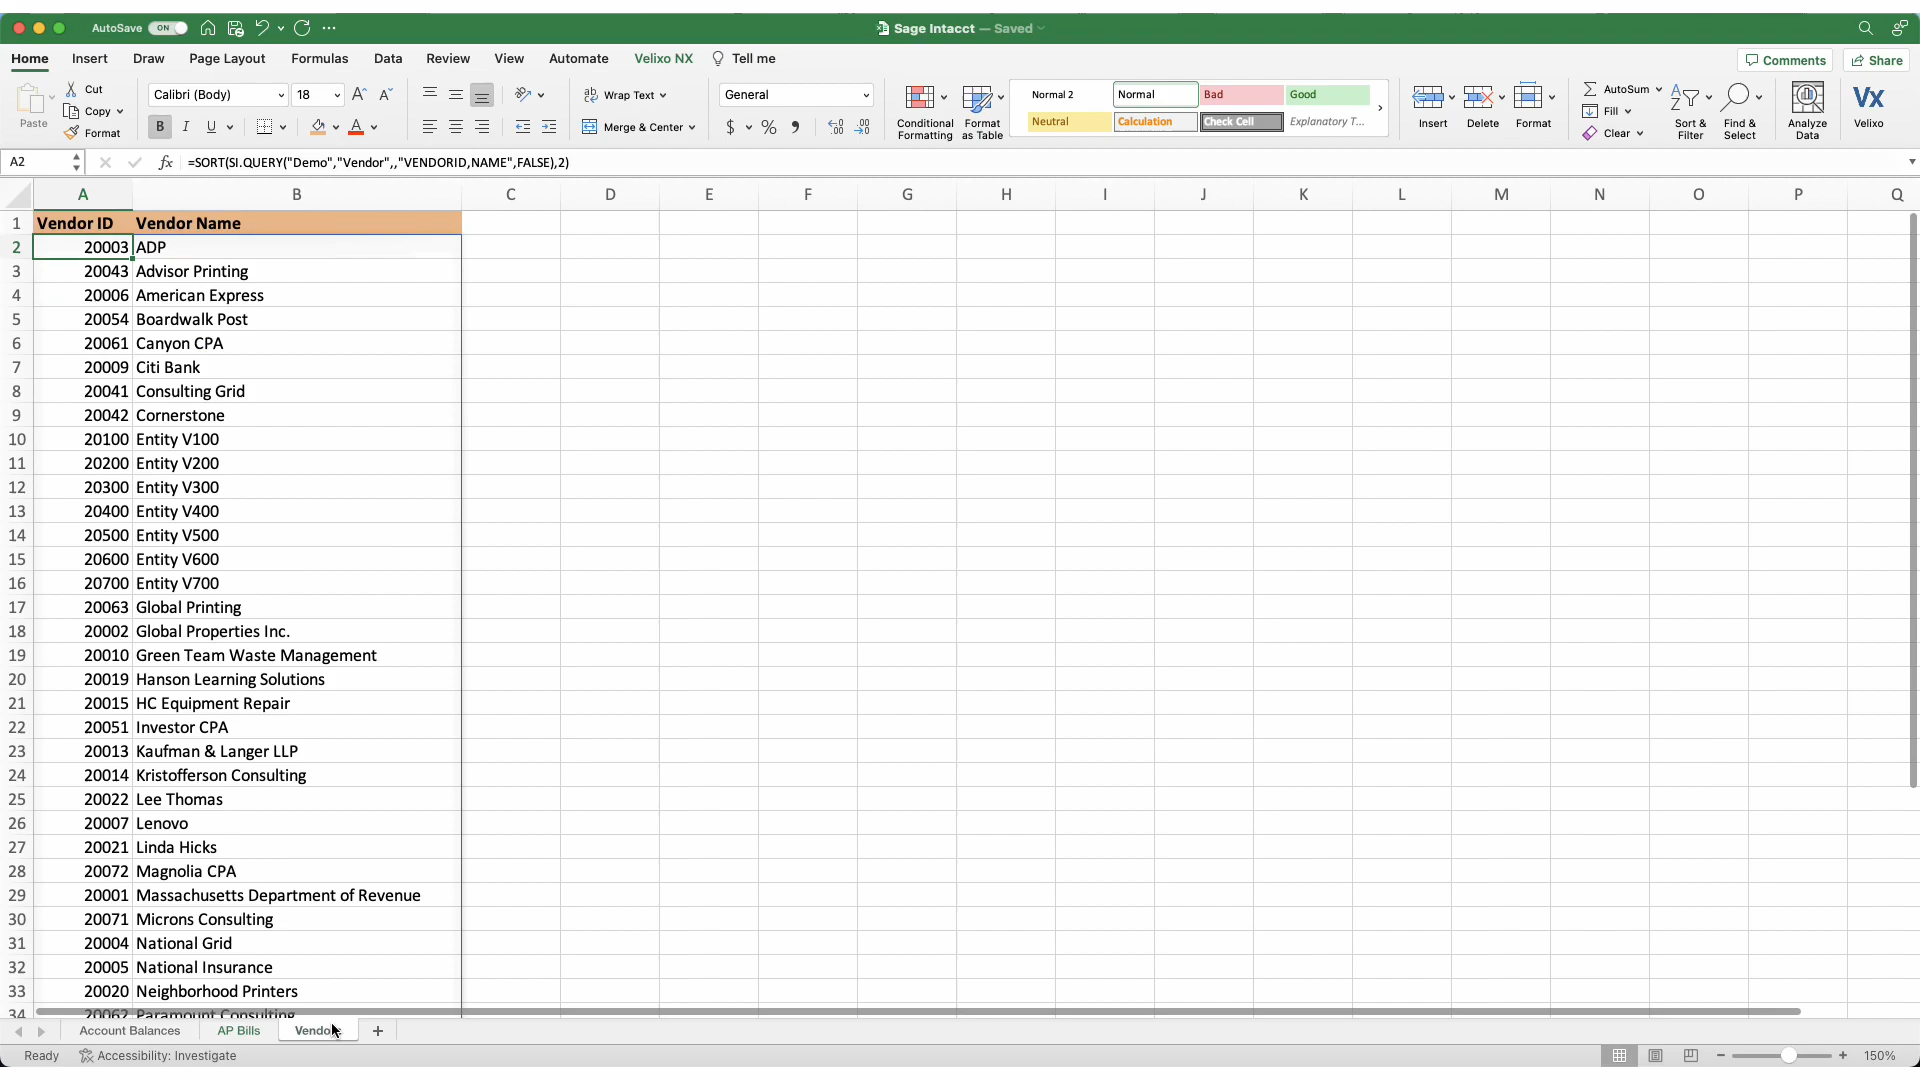 AutoSave ON Sage Intacct — Saved
Home Insert Draw Page Layout Formulas Data Review View Automate Velixo NX Tell me Comments Share
Paste Cut Copy Format
Calibri (Body) 18 B I U
Wrap Text Merge & Center
General $ % 9
Conditional Formatting Format as Table
Normal 2 Normal Bad Good
Neutral Calculation Check Cell Explanatory T...
Insert Delete Format
AutoSum Fill Clear
Sort & Filter Find & Select Analyze Data Vx Velixo
A2 fx =SORT(SI.QUERY("Demo","Vendor",,"VENDORID,NAME",FALSE),2)
A B C D E F G H I J K L M N O P Q
1 Vendor ID Vendor Name
2 20003 ADP
3 20043 Advisor Printing
4 20006 American Express
5 20054 Boardwalk Post
6 20061 Canyon CPA
7 20009 Citi Bank
8 20041 Consulting Grid
9 20042 Cornerstone
10 20100 Entity V100
11 20200 Entity V200
12 20300 Entity V300
13 20400 Entity V400
14 20500 Entity V500
15 20600 Entity V600
16 20700 Entity V700
17 20063 Global Printing
18 20002 Global Properties Inc.
19 20010 Green Team Waste Management
20 20019 Hanson Learning Solutions
21 20015 HC Equipment Repair
22 20051 Investor CPA
23 20013 Kaufman & Langer LLP
24 20014 Kristofferson Consulting
25 20022 Lee Thomas
26 20007 Lenovo
27 20021 Linda Hicks
28 20072 Magnolia CPA
29 20001 Massachusetts Department of Revenue
30 20071 Microns Consulting
31 20004 National Grid
32 20005 National Insurance
33 20020 Neighborhood Printers
34 20062 Paramount Consulting
Account Balances AP Bills Vendors +
Ready Accessibility: Investigate 150%